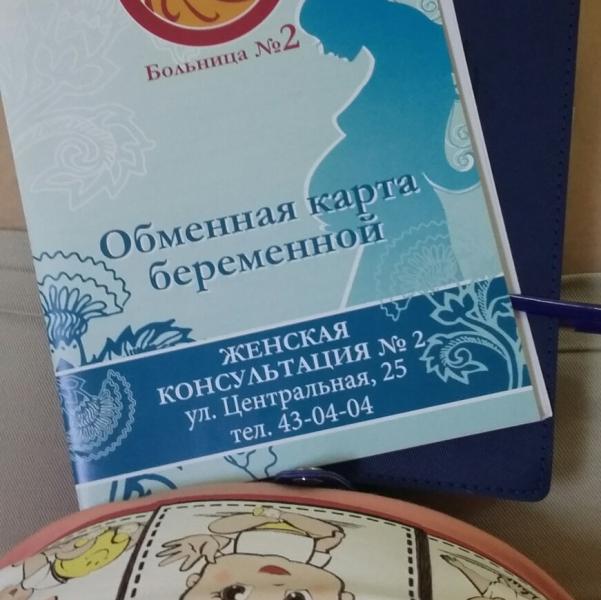 Больница №2
Обменная карта
беременной
ЖЕНСКАЯ
КОНСУЛЬТАЦИЯ № 2
ул. Центральная, 25
тел. 43-04-04